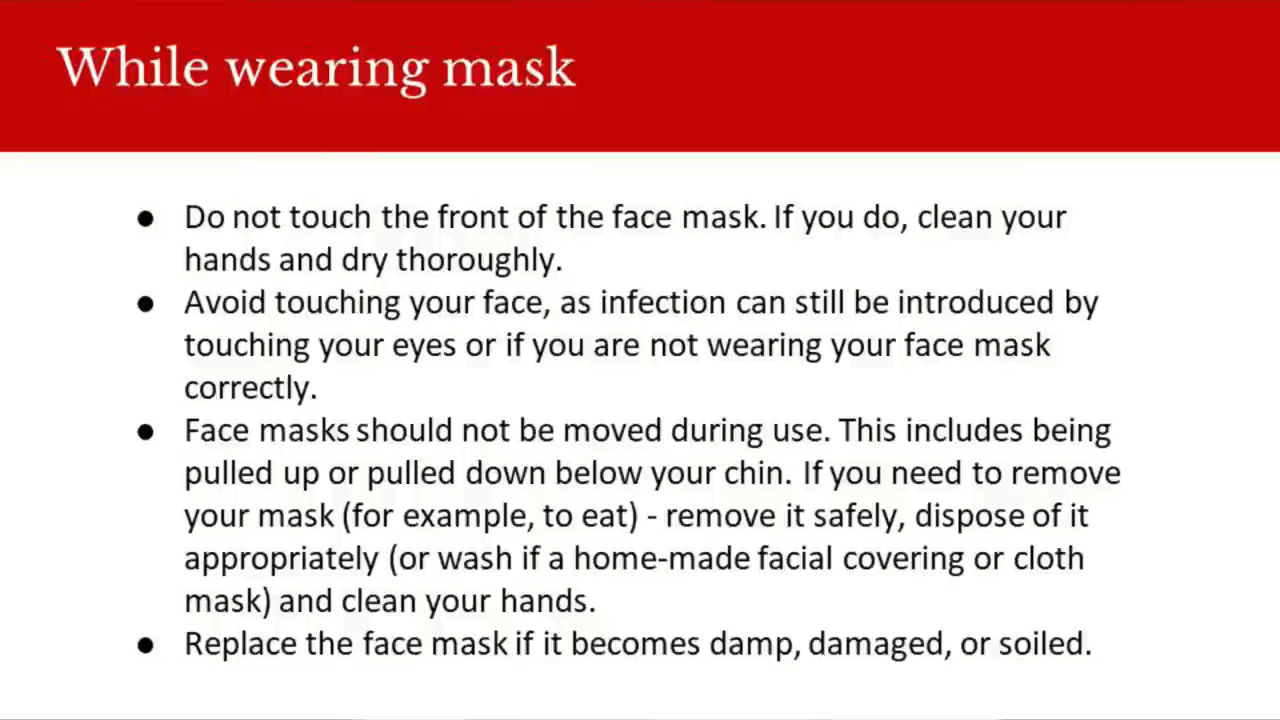 While wearing mask
● Do not touch the front of the face mask. If you do, clean your
hands and dry thoroughly.
● Avoid touching your face, as infection can still be introduced by
touching your eyes or if you are not wearing your face mask
correctly.
● Face masks should not be moved during use. This includes being
pulled up or pulled down below your chin. If you need to remove
your mask (for example, to eat) - remove it safely, dispose of it
appropriately (or wash if a home-made facial covering or cloth
mask) and clean your hands.
● Replace the face mask if it becomes damp, damaged, or soiled.